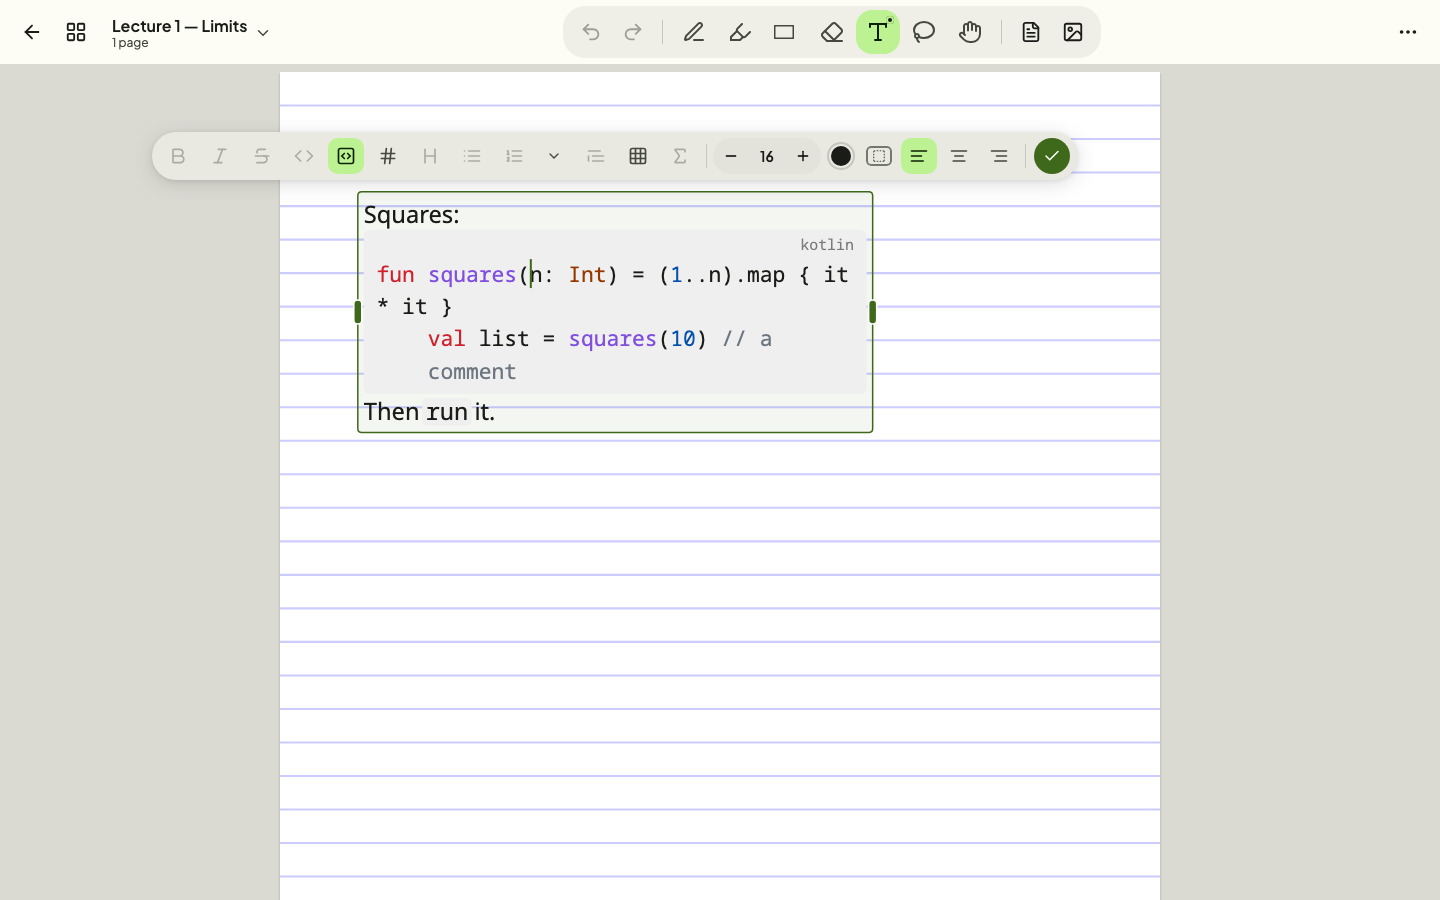 Lecture 1 — Limits
1 page
16
Squares:
kotlin
fun squares(n: Int) = (1..n).map { it
* it }
    val list = squares(10) // a
    comment
Then run it.